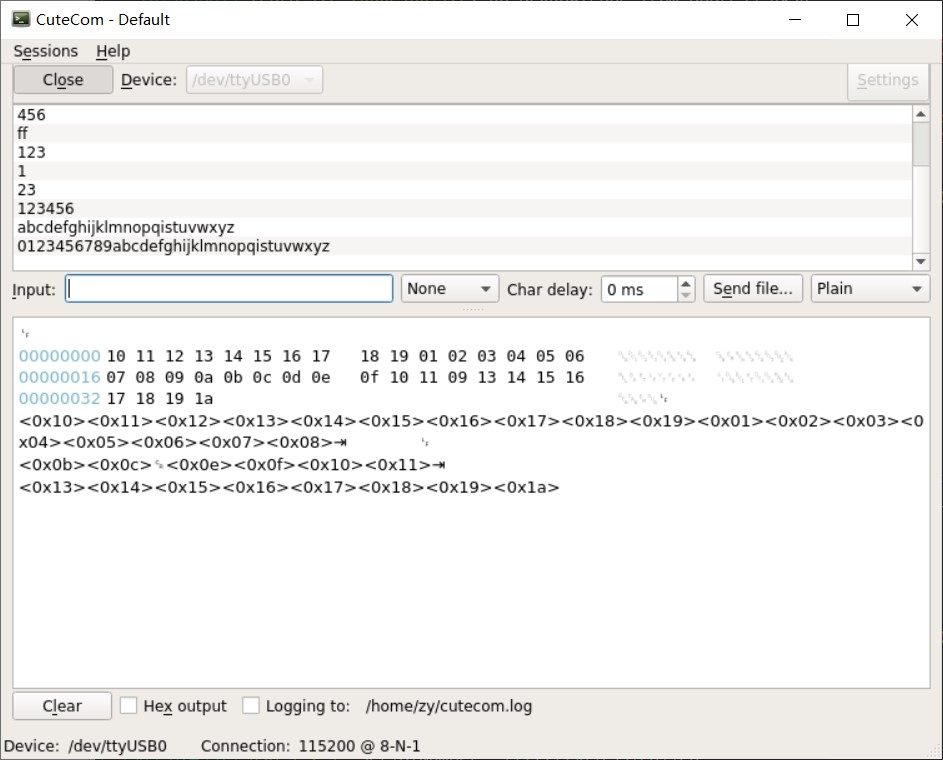 CuteCom - Default
Sessions Help
Close Device: /dev/ttyUSB0 Settings
456
ff
123
1
23
123456
abcdefghijklmnopqistuvwxyz
0123456789abcdefghijklmnopqistuvwxyz
Input: None Char delay: 0 ms Send file... Plain
00000000 10 11 12 13 14 15 16 17 18 19 01 02 03 04 05 06
00000016 07 08 09 0a 0b 0c 0d 0e 0f 10 11 09 13 14 15 16
00000032 17 18 19 1a
<0x10><0x11><0x12><0x13><0x14><0x15><0x16><0x17><0x18><0x19><0x01><0x02><0x03><0
x04><0x05><0x06><0x07><0x08>⇥
<0x0b><0x0c><0x0e><0x0f><0x10><0x11>⇥
<0x13><0x14><0x15><0x16><0x17><0x18><0x19><0x1a>
Clear Hex output Logging to: /home/zy/cutecom.log
Device: /dev/ttyUSB0 Connection: 115200 @ 8-N-1